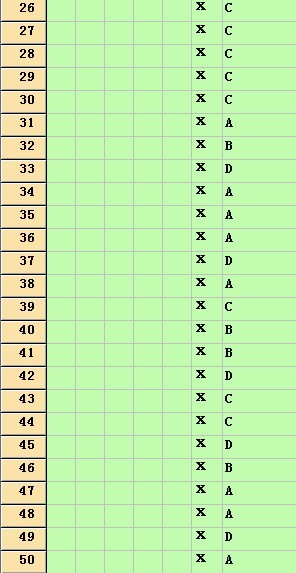 26 X C
27 X C
28 X C
29 X C
30 X C
31 X A
32 X B
33 X D
34 X A
35 X A
36 X A
37 X D
38 X A
39 X C
40 X B
41 X B
42 X D
43 X C
44 X C
45 X D
46 X B
47 X A
48 X A
49 X D
50 X A